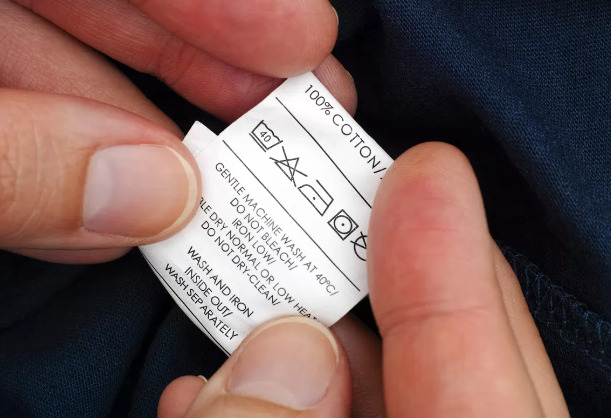 100% COTTON/
40
GENTLE MACHINE WASH AT 40°C/
DO NOT BLEACH/
IRON LOW/
DRY NORMAL OR LOW
DO NOT DRY-CLEAN/
WASH AND IRON
INSIDE OUT/
WASH SEPARATELY